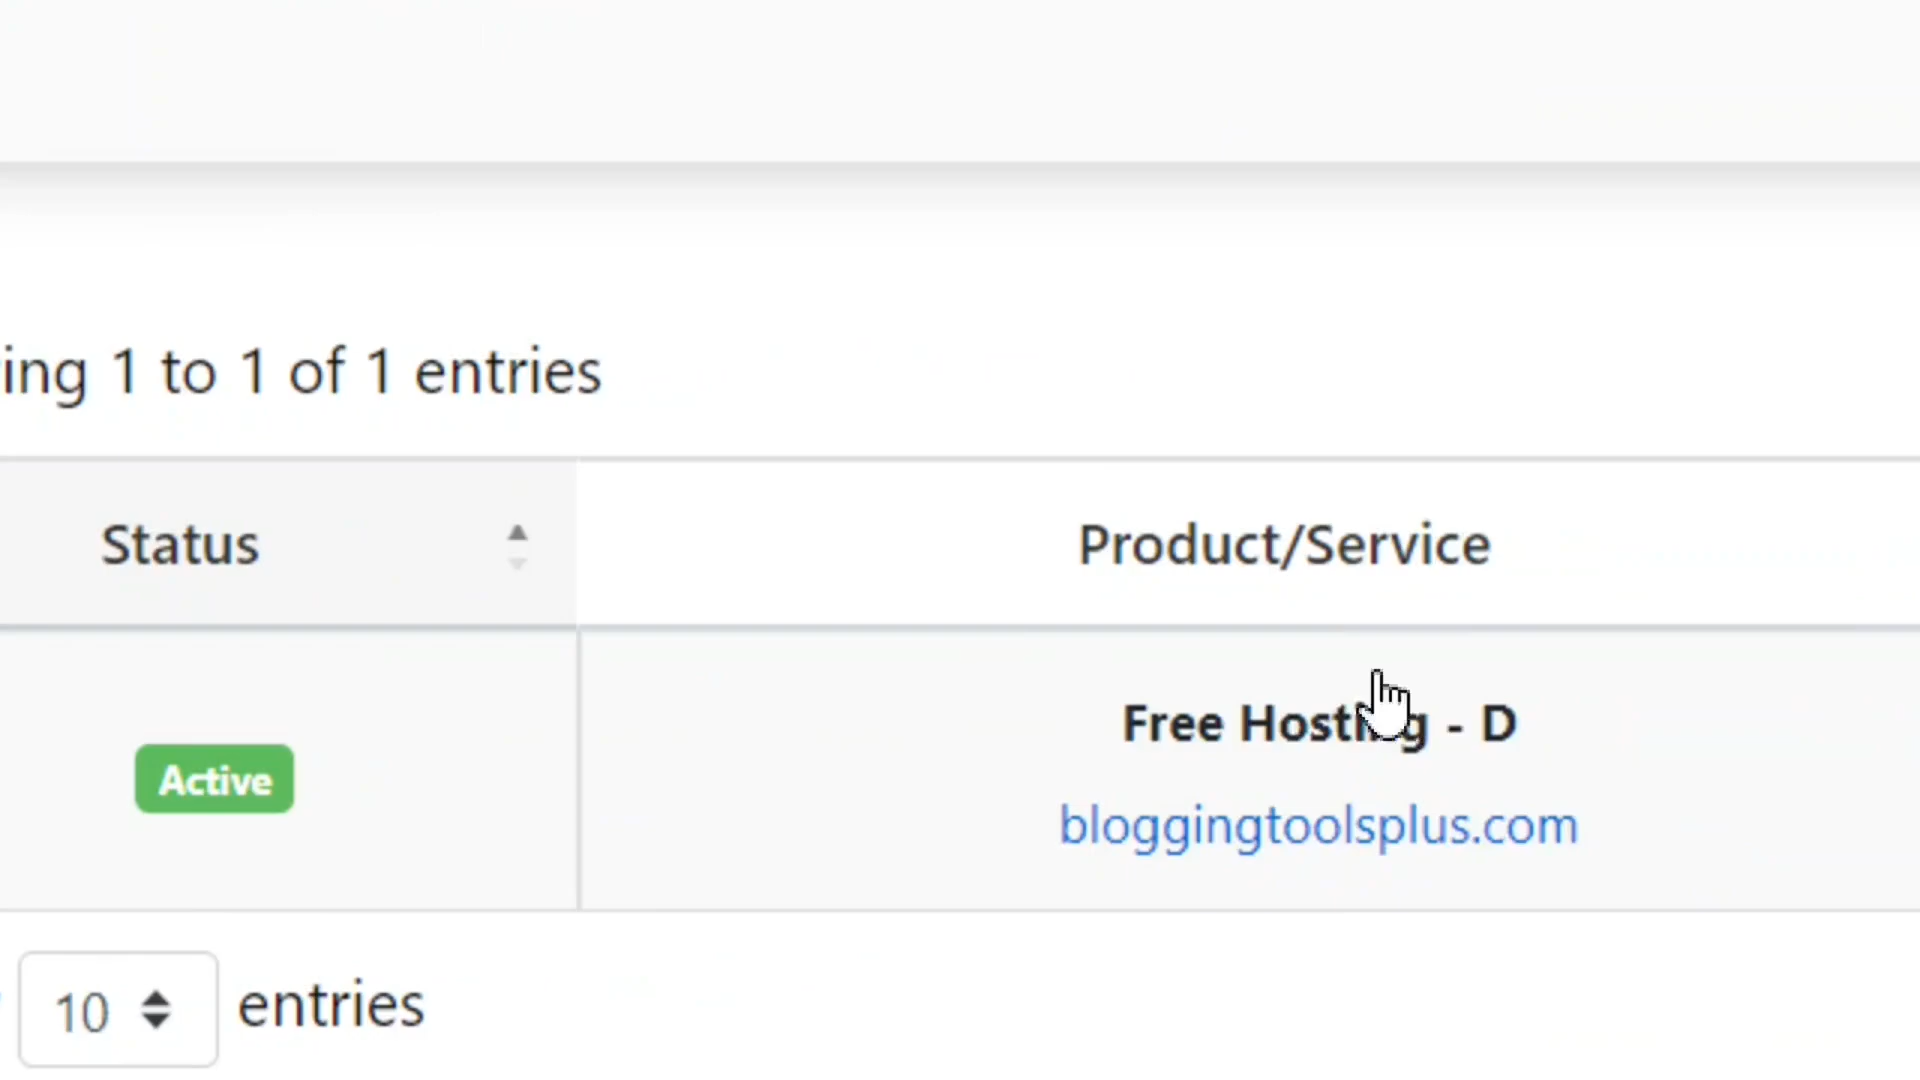 ing 1 to 1 of 1 entries
Status
Product/Service
Active
Free Hosting - D
bloggingtoolsplus.com
10 entries